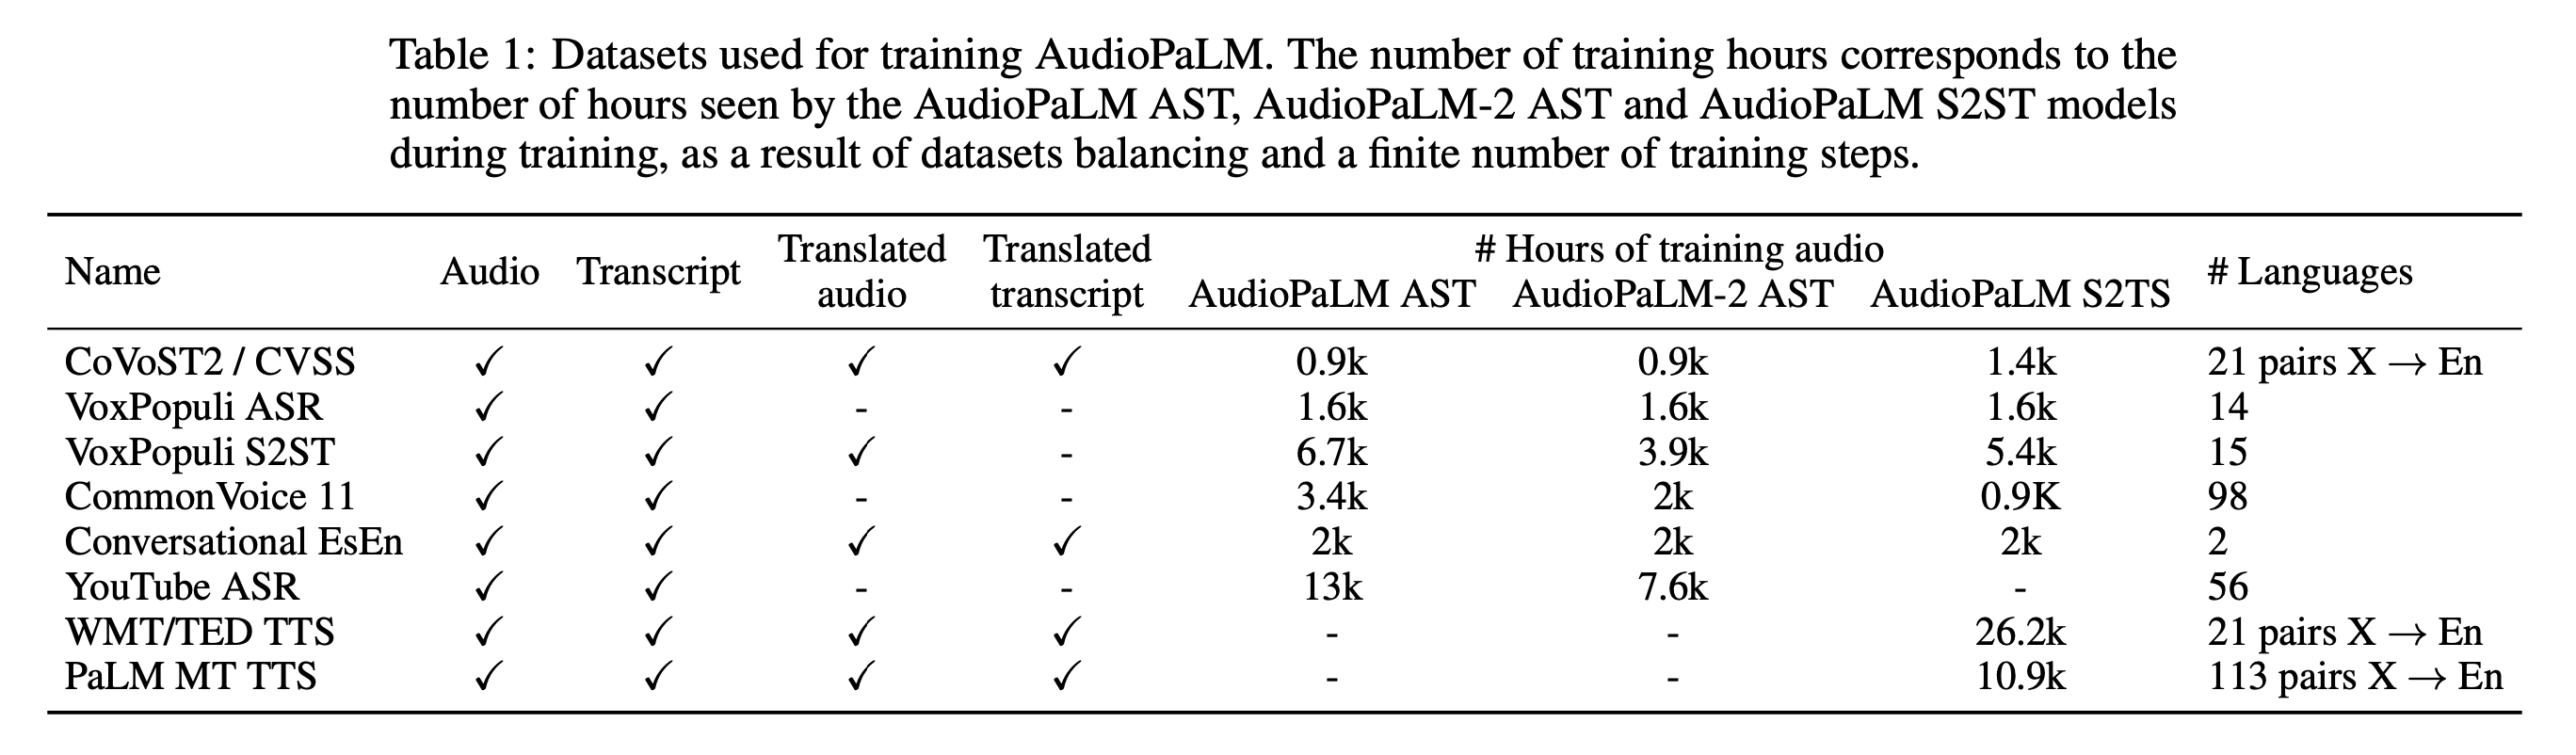 Table 1: Datasets used for training AudioPaLM. The number of training hours corresponds to the
number of hours seen by the AudioPaLM AST, AudioPaLM-2 AST and AudioPaLM S2ST models
during training, as a result of datasets balancing and a finite number of training steps.
Name Audio Transcript Translated audio Translated transcript # Hours of training audio # Languages
AudioPaLM AST AudioPaLM-2 AST AudioPaLM S2TS
CoVoST2 / CVSS ✓ ✓ ✓ ✓ 0.9k 0.9k 1.4k 21 pairs X → En
VoxPopuli ASR ✓ ✓ - - 1.6k 1.6k 1.6k 14
VoxPopuli S2ST ✓ ✓ ✓ - 6.7k 3.9k 5.4k 15
CommonVoice 11 ✓ ✓ - - 3.4k 2k 0.9K 98
Conversational EsEn ✓ ✓ ✓ ✓ 2k 2k 2k 2
YouTube ASR ✓ ✓ - - 13k 7.6k - 56
WMT/TED TTS ✓ ✓ ✓ ✓ - - 26.2k 21 pairs X → En
PaLM MT TTS ✓ ✓ ✓ ✓ - - 10.9k 113 pairs X → En